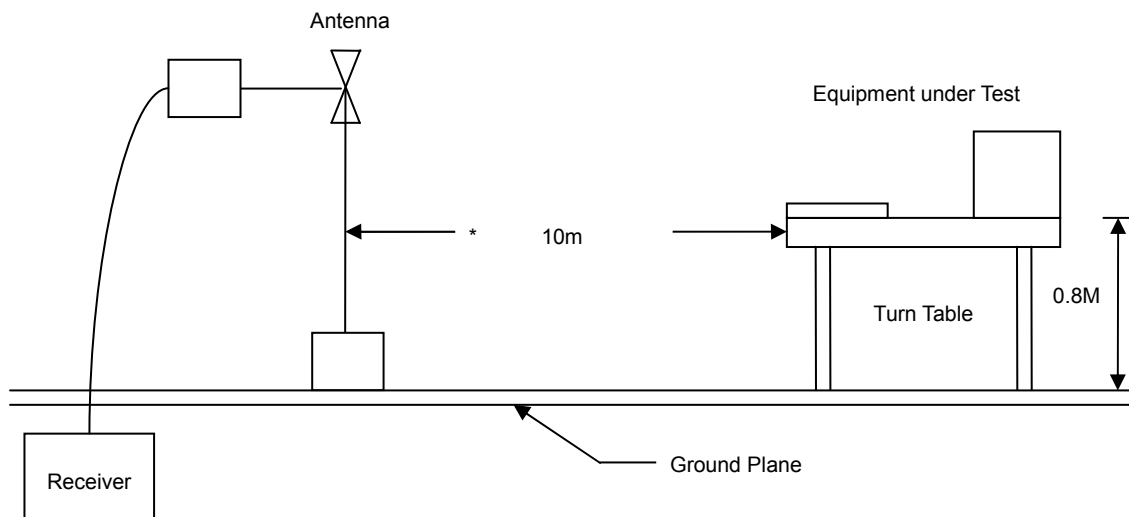 Antenna
Equipment under Test
* 10m
0.8M
Turn Table
Ground Plane
Receiver